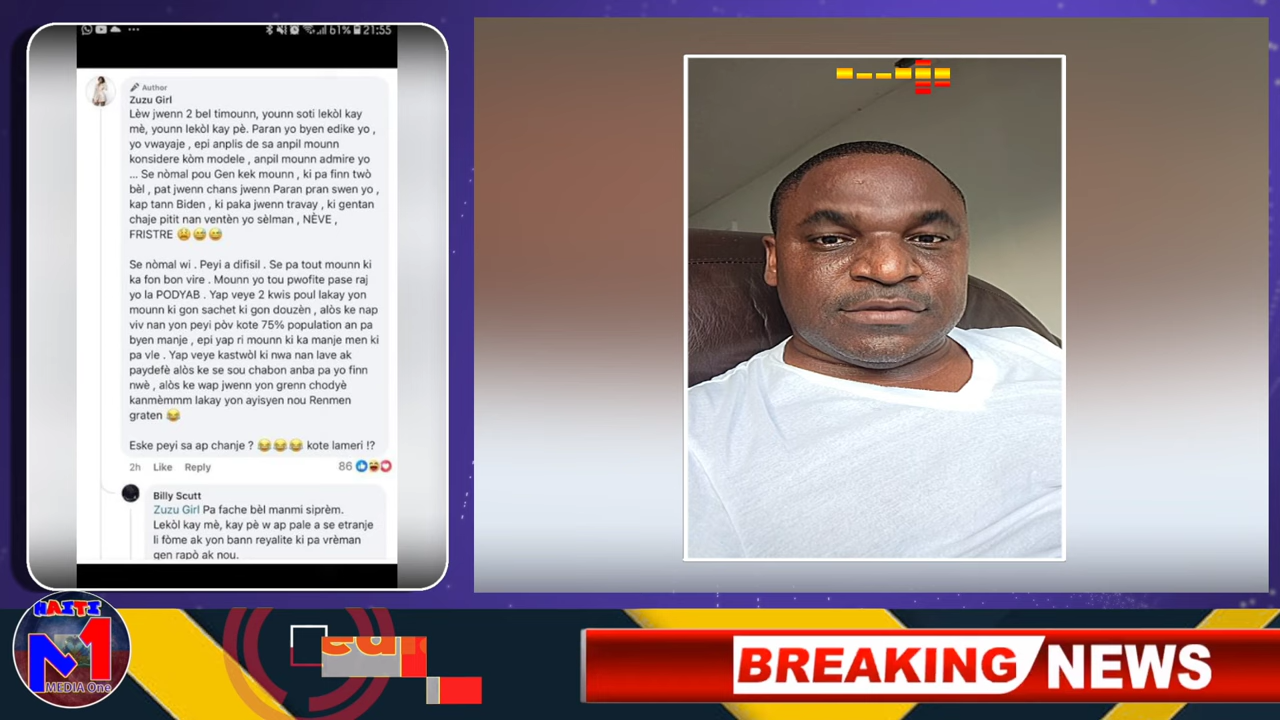 61% 21:55
Author
Zuzu Girl
Lèw jwenn 2 bel timounn, younn soti lekòl kay
mè, younn lekòl kay pè. Paran yo byen edike yo ,
yo vwayaje , epi anplis de sa anpil mounn
konsidere kòm modele , anpil mounn admire yo
... Se nòmal pou Gen kek mounn , ki pa finn twò
bèl , pat jwenn chans jwenn Paran pran swen yo ,
kap tann Biden , ki paka jwenn travay , ki gentan
chaje pitit nan ventèn yo sèlman , NÈVE ,
FRISTRE 😩😅😅
Se nòmal wi . Peyi a difisil . Se pa tout mounn ki
ka fon bon vire . Mounn yo tou pwofite pase raj
yo la PODYAB . Yap veye 2 kwis poul lakay yon
mounn ki gon sachet ki gon douzèn , alòs ke nap
viv nan yon peyi pòv kote 75% population an pa
byen manje , epi yap ri mounn ki ka manje men ki
pa vle . Yap veye kastwòl ki nwa nan lave ak
paydefè alòs ke se sou chabon anba pa yo finn
nwè , alòs ke wap jwenn yon grenn chodyè
kanmèmmm lakay yon ayisyen nou Renmen
graten 😂
Eske peyi sa ap chanje ? 😂😂😂 kote lameri !?
2h Like Reply 86
Billy Scutt
Zuzu Girl Pa fache bèl manmi siprèm.
Lekòl kay mè, kay pè w ap pale a se etranje
li fòme ak yon bann reyalite ki pa vrèman
gen rapò ak nou.
HAITI
M1
MEDIA One
BREAKING NEWS